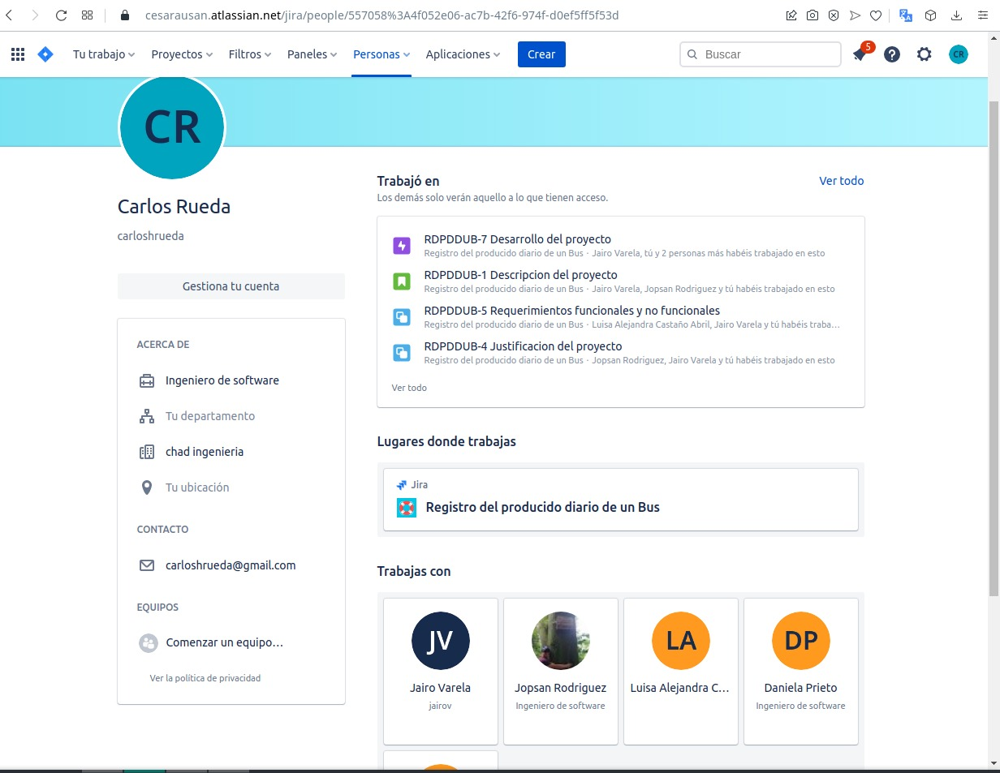 cesarausan.atlassian.net/jira/people/557058%3A4f052e06-ac7b-42f6-974f-d0ef5ff5f53d
Tu trabajo Proyectos Filtros Paneles Personas Aplicaciones Crear Buscar 5 CR
CR
Carlos Rueda
carloshrueda
Gestiona tu cuenta
ACERCA DE
Ingeniero de software
Tu departamento
chad ingenieria
Tu ubicación
CONTACTO
carloshrueda@gmail.com
EQUIPOS
Comenzar un equipo…
Ver la política de privacidad
Trabajó en Ver todo
Los demás solo verán aquello a lo que tienen acceso.
RDPDDUB-7 Desarrollo del proyecto
Registro del producido diario de un Bus · Jairo Varela, tú y 2 personas más habéis trabajado en esto
RDPDDUB-1 Descripcion del proyecto
Registro del producido diario de un Bus · Jairo Varela, Jopsan Rodriguez y tú habéis trabajado en esto
RDPDDUB-5 Requerimientos funcionales y no funcionales
Registro del producido diario de un Bus · Luisa Alejandra Castaño Abril, Jairo Varela y tú habéis traba…
RDPDDUB-4 Justificacion del proyecto
Registro del producido diario de un Bus · Jopsan Rodriguez, Jairo Varela y tú habéis trabajado en esto
Ver todo
Lugares donde trabajas
Jira
Registro del producido diario de un Bus
Trabajas con
JV
Jairo Varela
jairov
Jopsan Rodriguez
Ingeniero de software
LA
Luisa Alejandra C…
DP
Daniela Prieto
Ingeniero de software